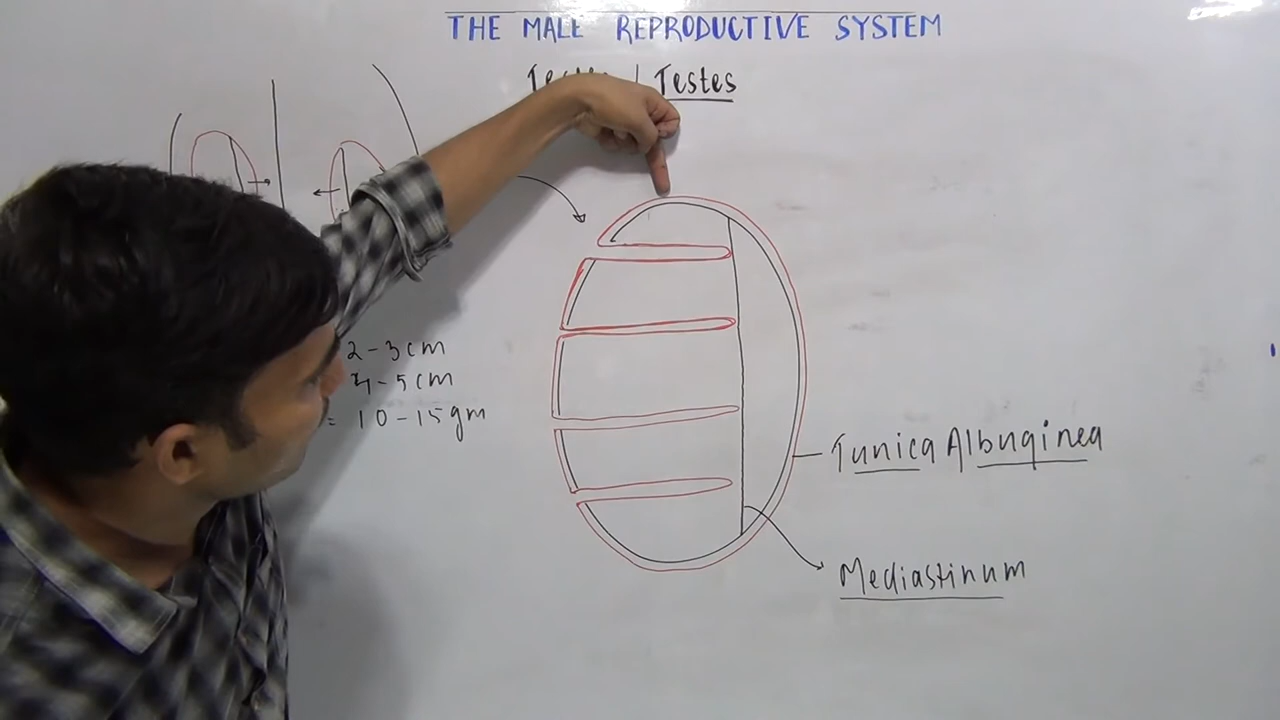 THE MALE REPRODUCTIVE SYSTEM
/ Testes
2-3cm
4-5cm
= 10-15gm
Tunica Albuginea
Mediastinum